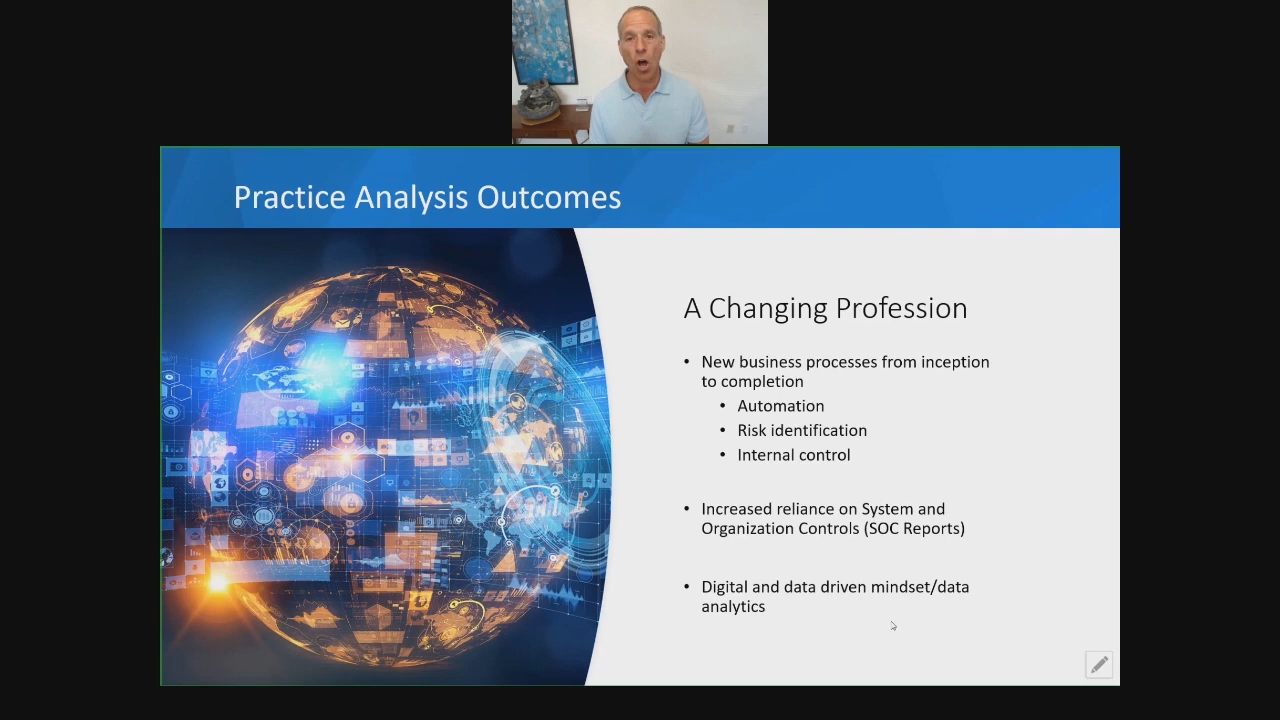 Practice Analysis Outcomes
A Changing Profession
• New business processes from inception
to completion
• Automation
• Risk identification
• Internal control
• Increased reliance on System and
Organization Controls (SOC Reports)
• Digital and data driven mindset/data
analytics